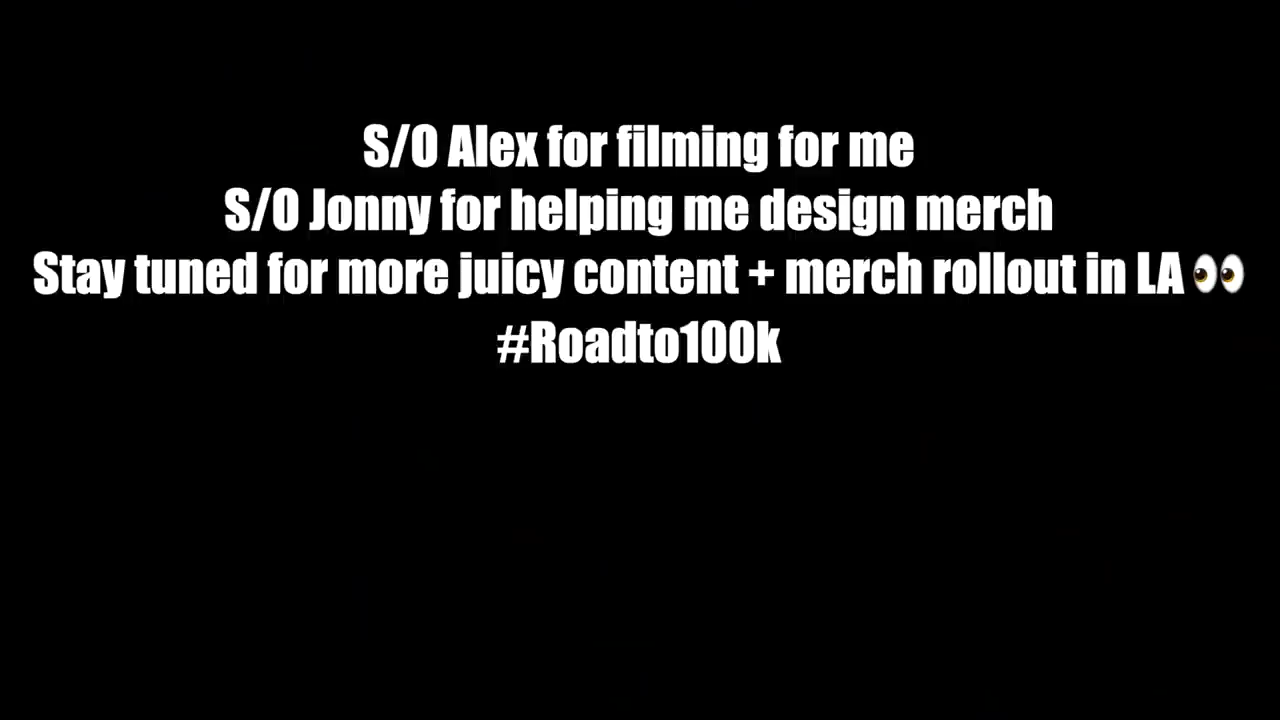 S/O Alex for filming for me
S/O Jonny for helping me design merch
Stay tuned for more juicy content + merch rollout in LA 👀
#Roadto100k